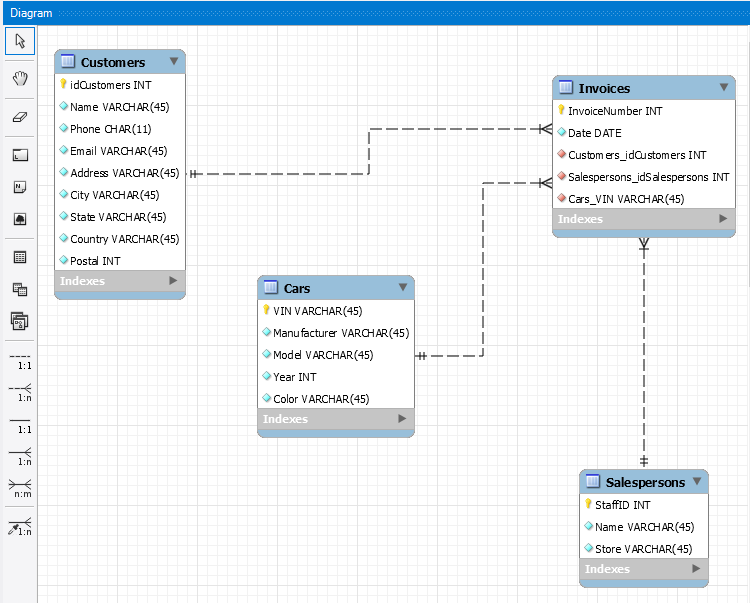 Diagram
Customers
idCustomers INT
Name VARCHAR(45)
Phone CHAR(11)
Email VARCHAR(45)
Address VARCHAR(45)
City VARCHAR(45)
State VARCHAR(45)
Country VARCHAR(45)
Postal INT
Indexes
Invoices
InvoiceNumber INT
Date DATE
Customers_idCustomers INT
Salespersons_idSalespersons INT
Cars_VIN VARCHAR(45)
Indexes
Cars
VIN VARCHAR(45)
Manufacturer VARCHAR(45)
Model VARCHAR(45)
Year INT
Color VARCHAR(45)
Indexes
Salespersons
StaffID INT
Name VARCHAR(45)
Store VARCHAR(45)
Indexes
1:1
1:n
1:1
1:n
n:m
1:n